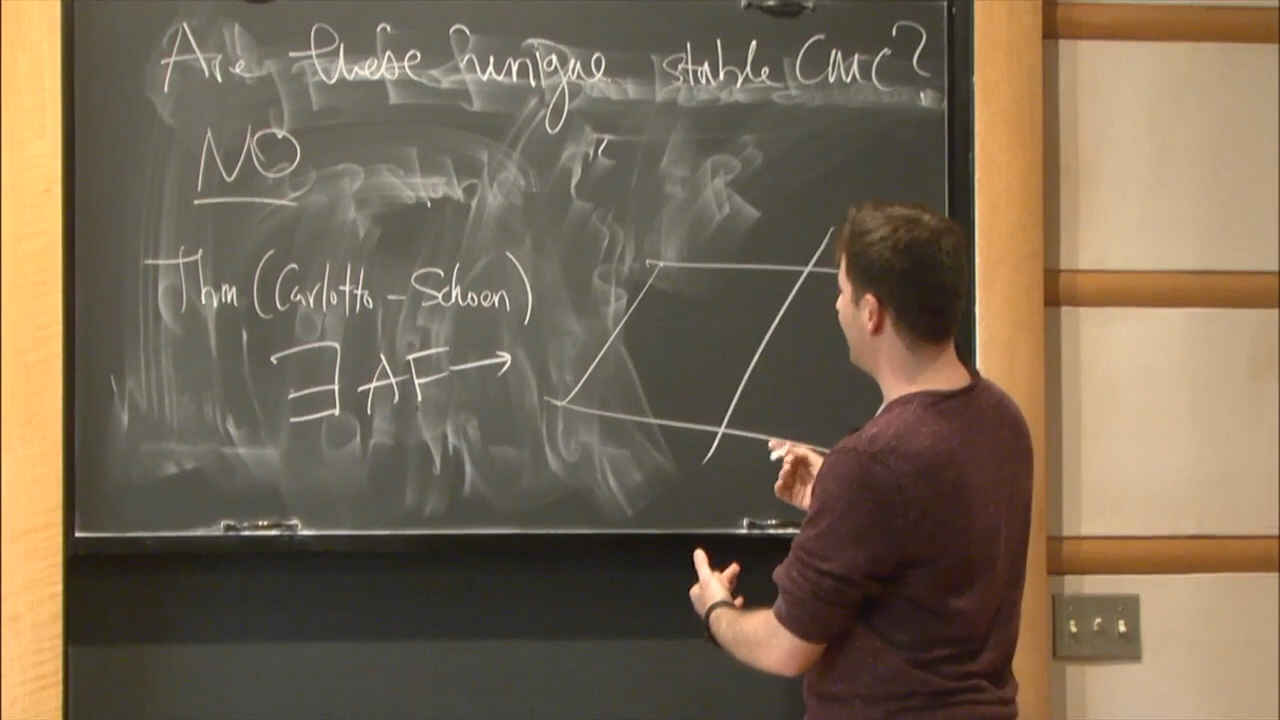 Are these unique stable CMC?
NO
Thm (Carlotto - Schoen)
∃ AF →